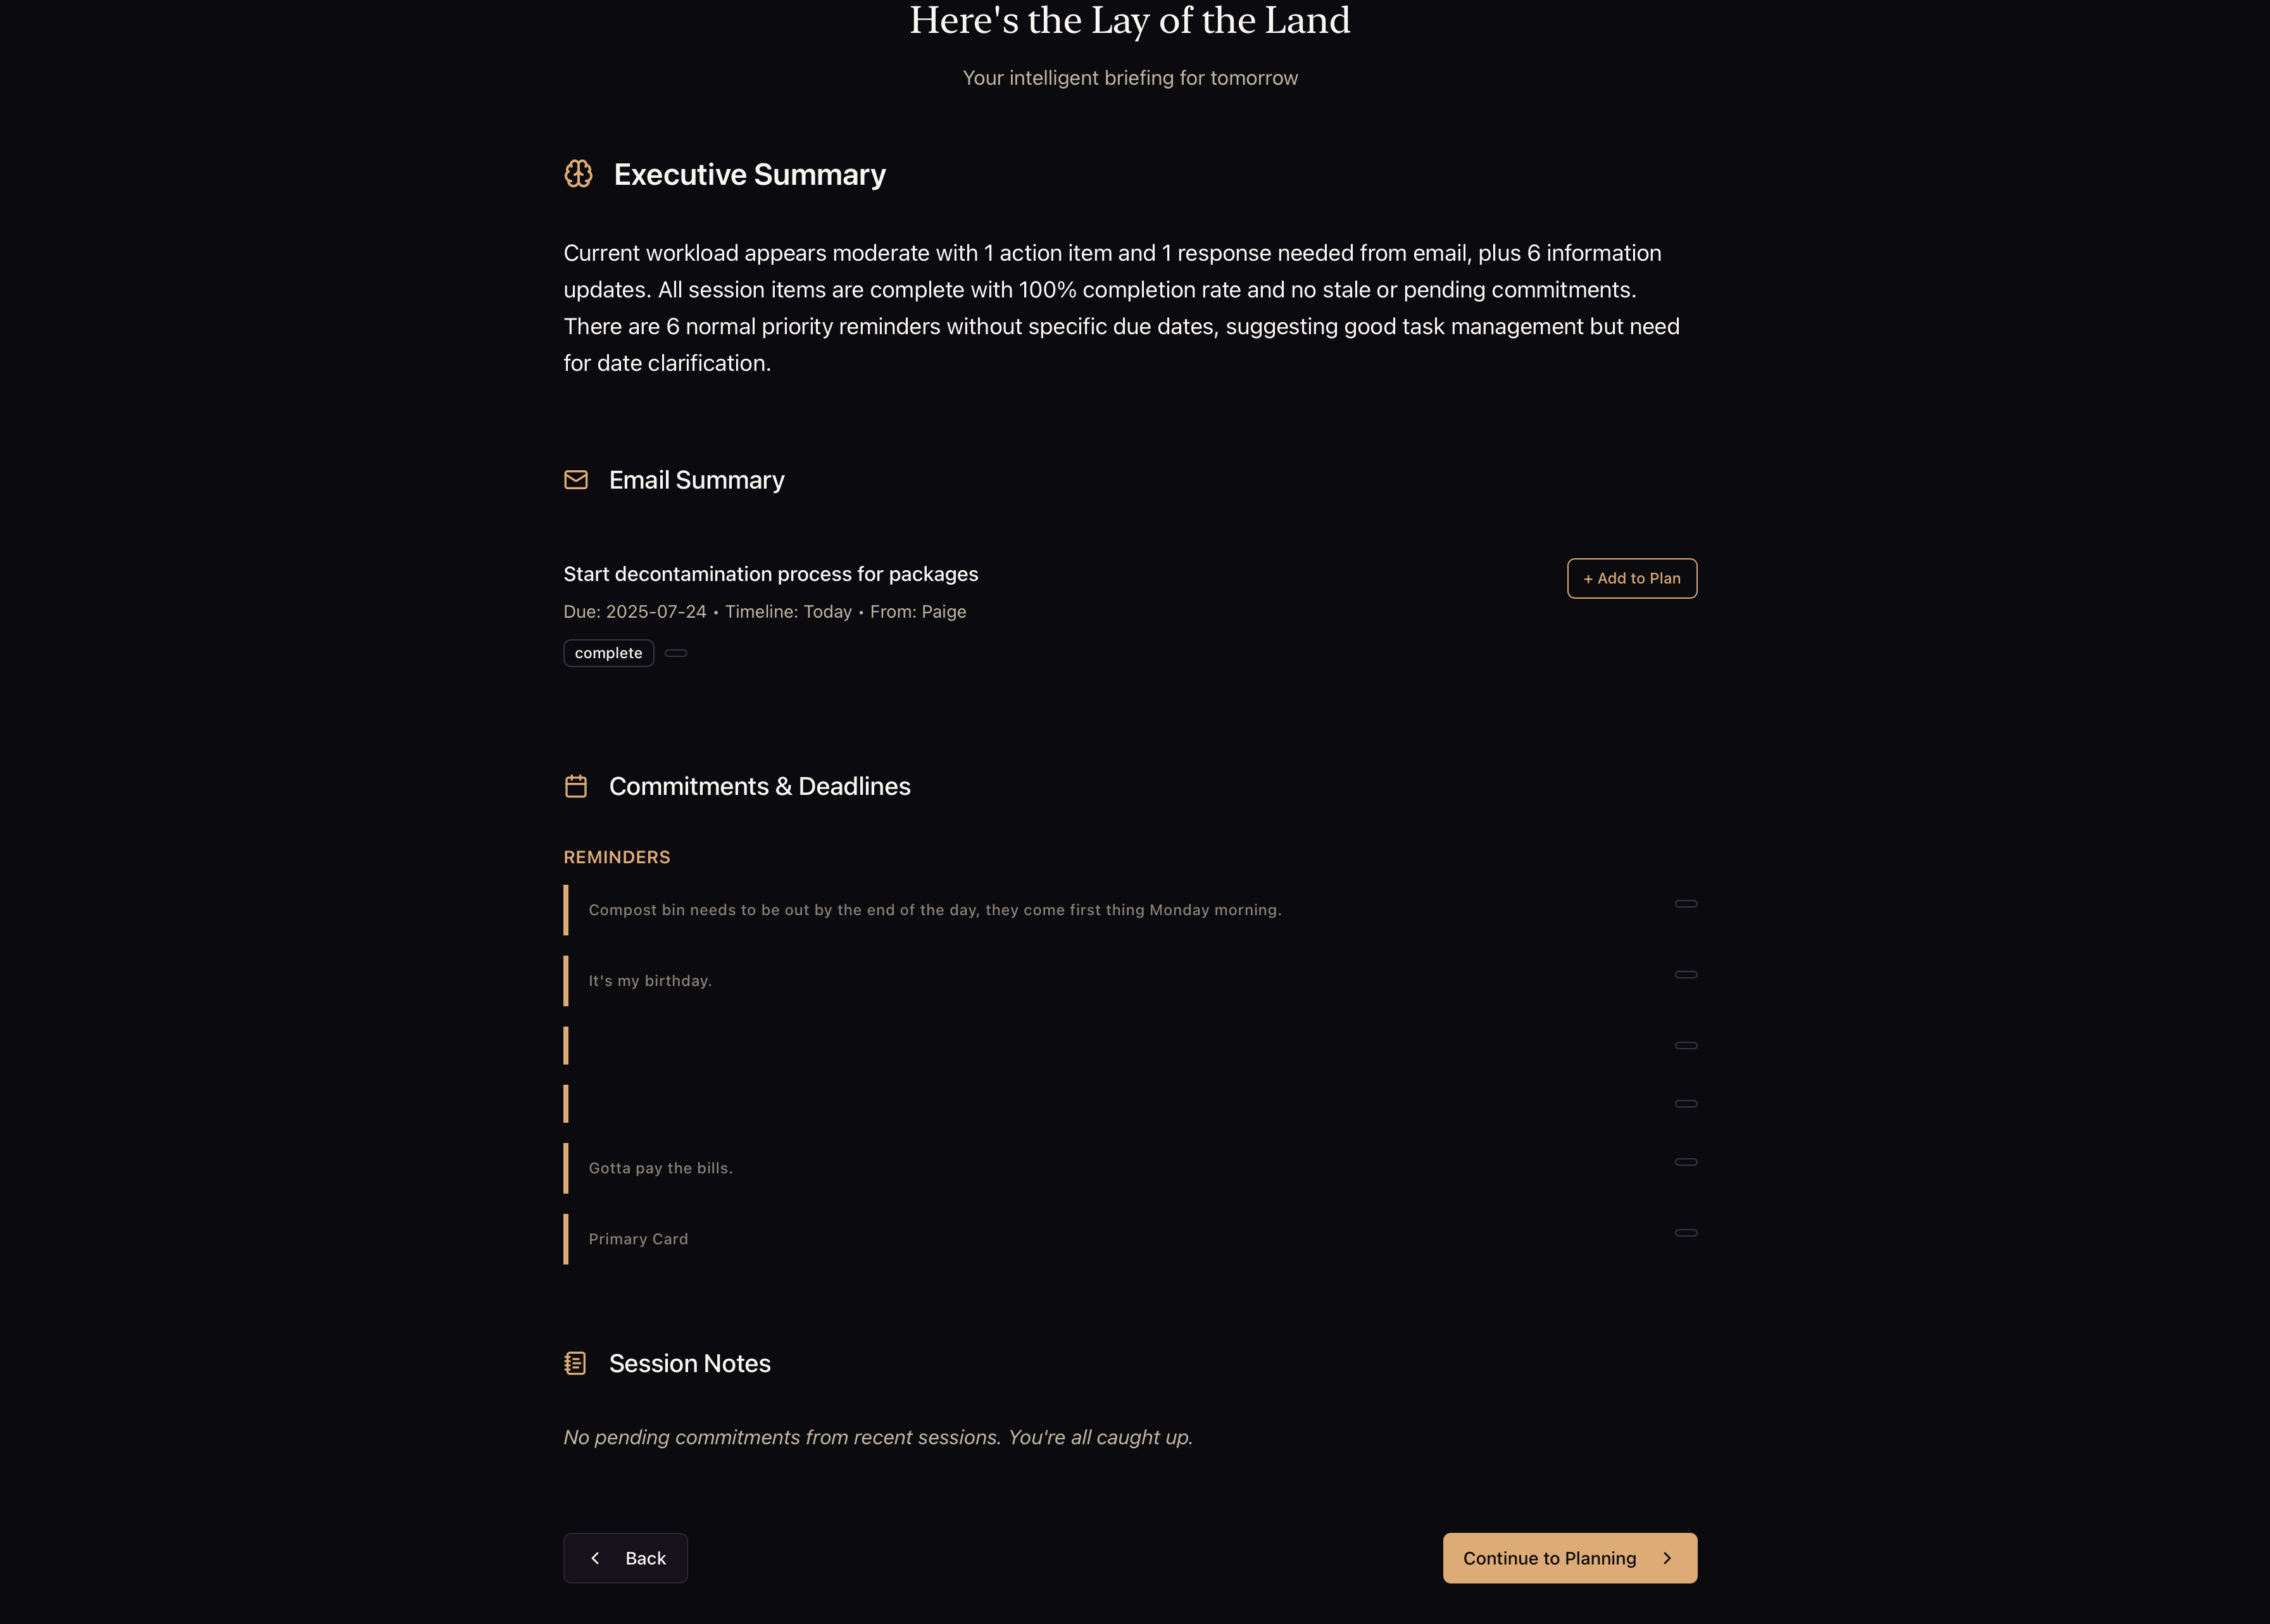 Here's the Lay of the Land
Your intelligent briefing for tomorrow
Executive Summary
Current workload appears moderate with 1 action item and 1 response needed from email, plus 6 information
updates. All session items are complete with 100% completion rate and no stale or pending commitments.
There are 6 normal priority reminders without specific due dates, suggesting good task management but need
for date clarification.
Email Summary
Start decontamination process for packages
+ Add to Plan
Due: 2025-07-24 • Timeline: Today • From: Paige
complete
Commitments & Deadlines
REMINDERS
Compost bin needs to be out by the end of the day, they come first thing Monday morning.
It's my birthday.
Gotta pay the bills.
Primary Card
Session Notes
No pending commitments from recent sessions. You're all caught up.
Back
Continue to Planning